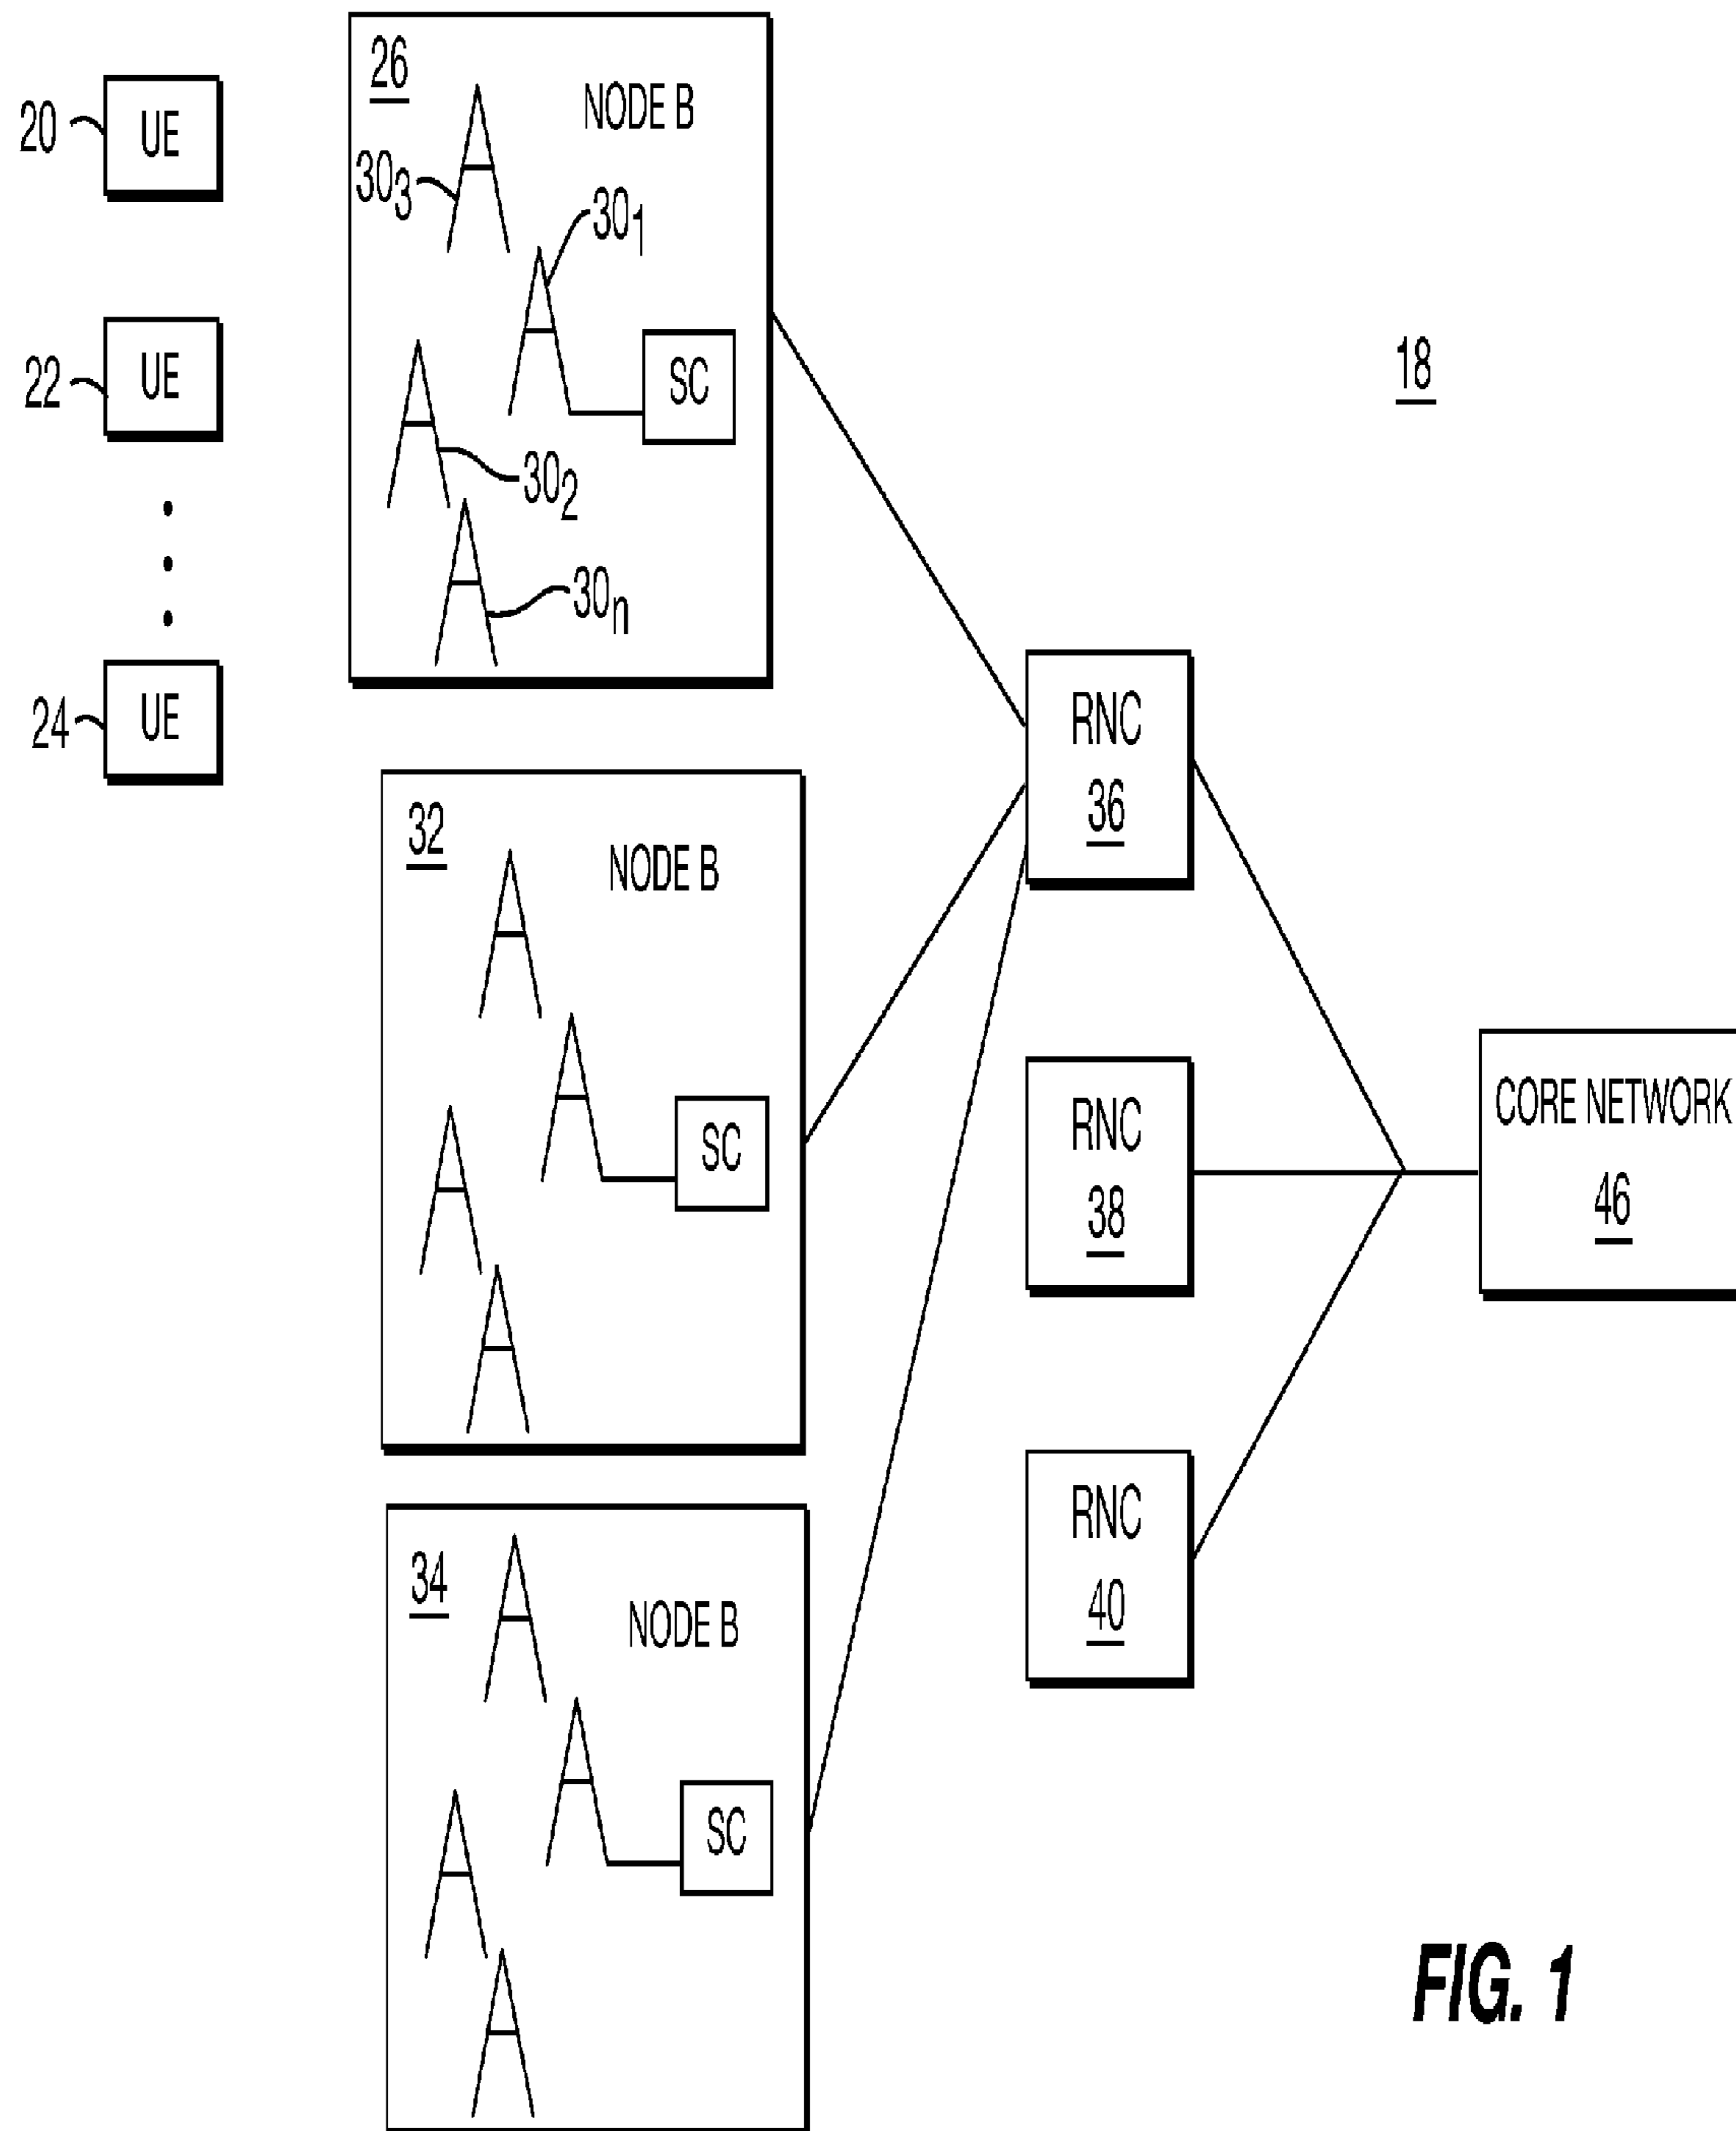 20
UE
22
UE
24
UE
26
NODE B
30₃
30₁
SC
30₂
30ₙ
32
NODE B
SC
34
NODE B
SC
18
RNC
36
RNC
38
RNC
40
CORE NETWORK
46
FIG. 1